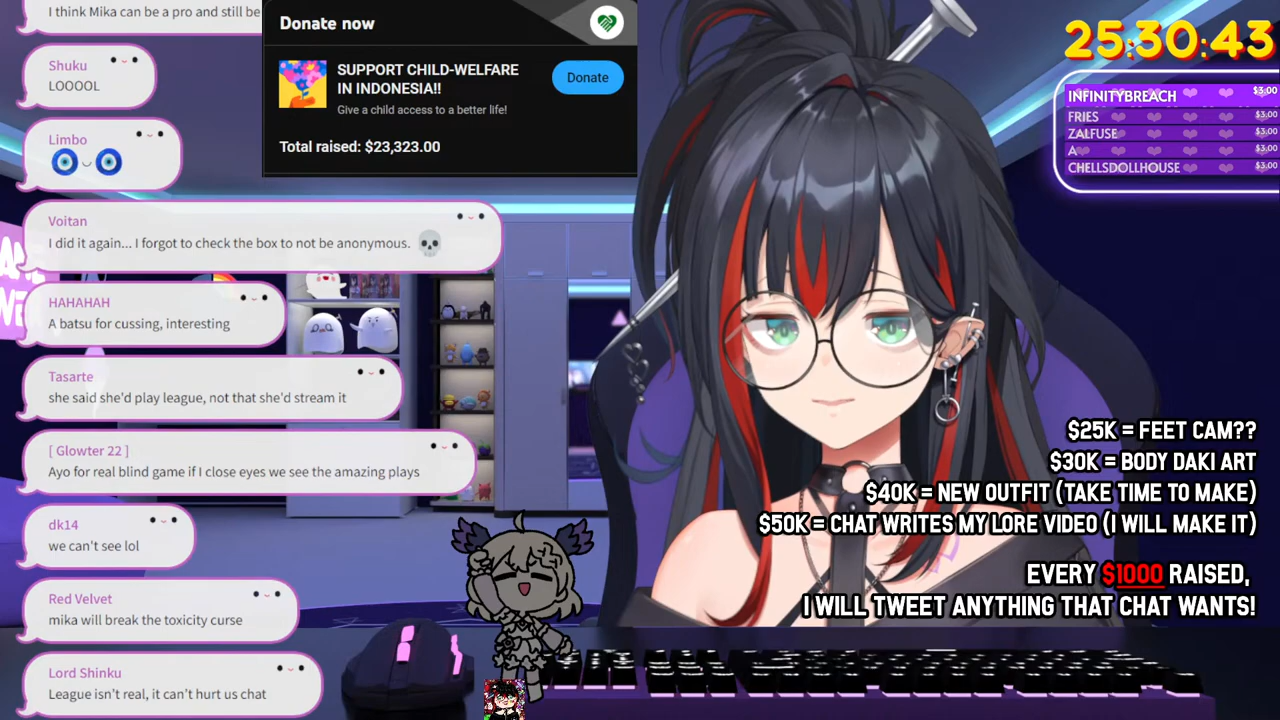 I think Mika can be a pro and still be
Shuku
LOOOOL
Limbo
Voitan
I did it again... I forgot to check the box to not be anonymous.
HAHAHAH
A batsu for cussing, interesting
Tasarte
she said she'd play league, not that she'd stream it
[ Glowter 22 ]
Ayo for real blind game if I close eyes we see the amazing plays
dk14
we can't see lol
Red Velvet
mika will break the toxicity curse
Lord Shinku
League isn't real, it can't hurt us chat
Donate now
SUPPORT CHILD-WELFARE
IN INDONESIA!!
Give a child access to a better life!
Donate
Total raised: $23,323.00
25:30:43
INFINITYBREACH $3.00
FRIES $3.00
ZALFUSE $3.00
A $3.00
CHELLSDOLLHOUSE $3.00
$25K = FEET CAM??
$30K = BODY DAKI ART
$40K = NEW OUTFIT (TAKE TIME TO MAKE)
$50K = CHAT WRITES MY LORE VIDEO (I WILL MAKE IT)
EVERY $1000 RAISED,
I WILL TWEET ANYTHING THAT CHAT WANTS!